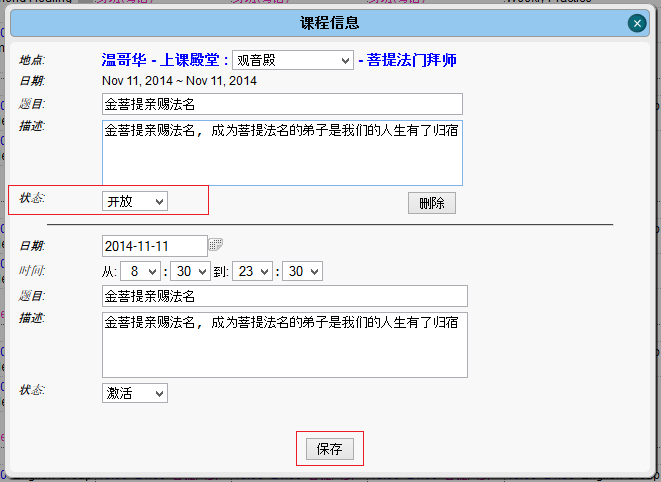 课程信息
地点: 温哥华 - 上课殿堂 : 观音殿 - 菩提法门拜师
日期: Nov 11, 2014 ~ Nov 11, 2014
题目: 金菩提亲赐法名
描述: 金菩提亲赐法名, 成为菩提法名的弟子是我们的人生有了归宿
状态: 开放 删除
日期: 2014-11-11
时间: 从: 8 : 30 到: 23 : 30
题目: 金菩提亲赐法名
描述: 金菩提亲赐法名, 成为菩提法名的弟子是我们的人生有了归宿
状态: 激活
保存